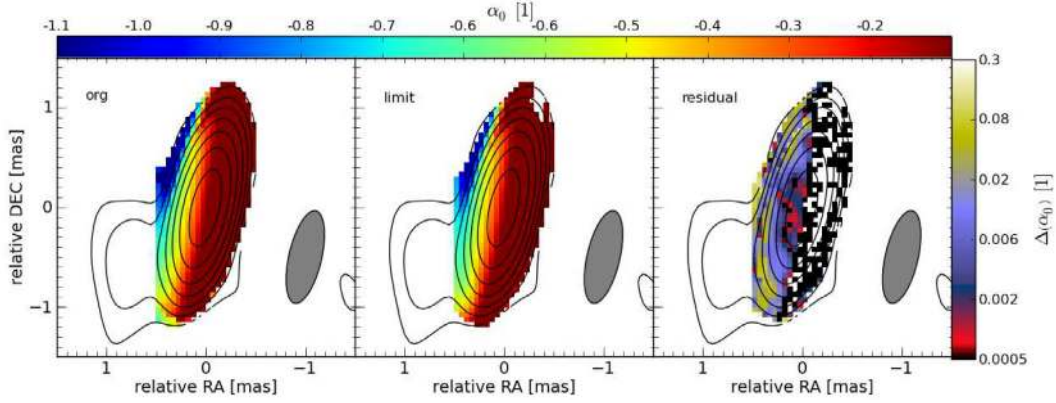 α₀ [1]
-1.1 -1.0 -0.9 -0.8 -0.7 -0.6 -0.6 -0.5 -0.4 -0.3 -0.2
org limit residual
1 0 −1
relative DEC [mas]
0.3 0.08 0.02 0.006 0.002 0.0005
Δ(α₀) [1]
1 0 −1 1 0 −1 1 0 −1
relative RA [mas] relative RA [mas] relative RA [mas]